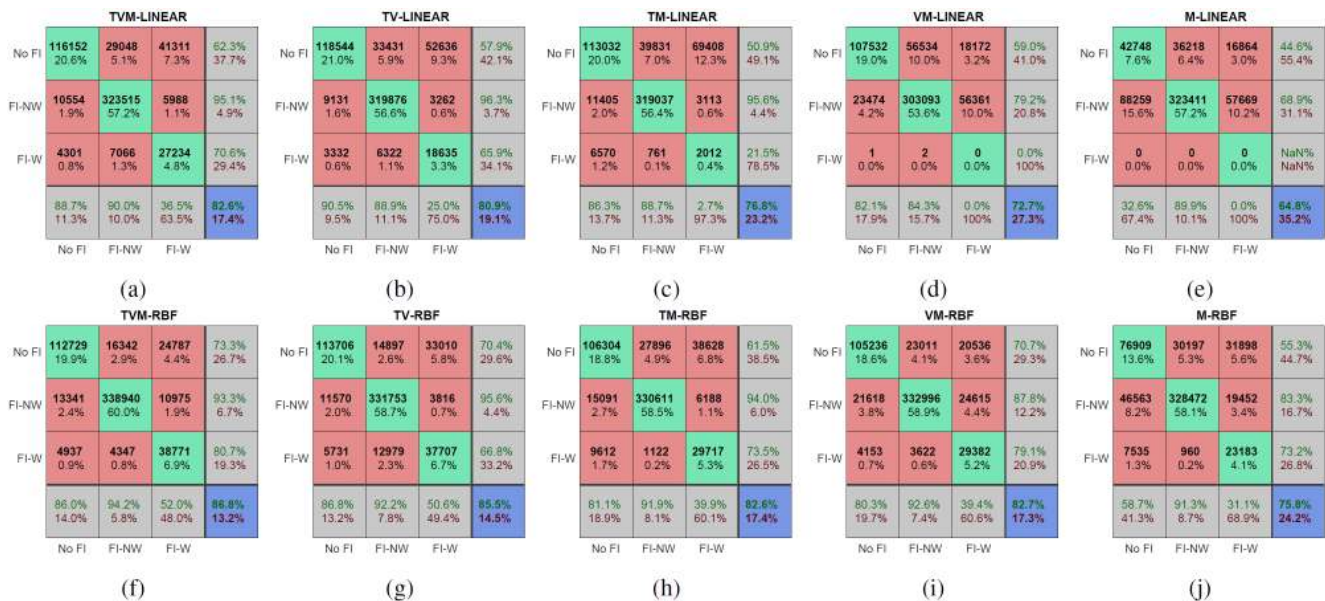 TVM-LINEAR TV-LINEAR TM-LINEAR VM-LINEAR M-LINEAR
No FI 116152 29048 41311 62.3% No FI 118544 33431 52636 57.9% No FI 113032 39831 69408 50.9% No FI 107532 56534 18172 59.0% No FI 42748 36218 16864 44.6%
20.6% 5.1% 7.3% 37.7% 21.0% 5.9% 9.3% 42.1% 20.0% 7.0% 12.3% 49.1% 19.0% 10.0% 3.2% 41.0% 7.6% 6.4% 3.0% 55.4%
FI-NW 10554 323515 5988 95.1% FI-NW 9131 319876 3262 96.3% FI-NW 11405 319037 3113 95.6% FI-NW 23474 303093 56361 79.2% FI-NW 88259 323411 57669 68.9%
1.9% 57.2% 1.1% 4.9% 1.6% 56.6% 0.6% 3.7% 2.0% 56.4% 0.6% 4.4% 4.2% 53.6% 10.0% 20.8% 15.6% 57.2% 10.2% 31.1%
FI-W 4301 7066 27234 70.6% FI-W 3332 6322 18635 65.9% FI-W 6570 761 2012 21.5% FI-W 1 2 0 0.0% FI-W 0 0 0 NaN%
0.8% 1.3% 4.8% 29.4% 0.6% 1.1% 3.3% 34.1% 1.2% 0.1% 0.4% 78.5% 0.0% 0.0% 0.0% 100% 0.0% 0.0% 0.0% NaN%
88.7% 90.0% 36.5% 82.6% 90.5% 88.9% 25.0% 80.9% 86.3% 88.7% 2.7% 76.8% 82.1% 84.3% 0.0% 72.7% 32.6% 89.9% 0.0% 64.8%
11.3% 10.0% 63.5% 17.4% 9.5% 11.1% 75.0% 19.1% 13.7% 11.3% 97.3% 23.2% 17.9% 15.7% 100% 27.3% 67.4% 10.1% 100% 35.2%
No FI FI-NW FI-W No FI FI-NW FI-W No FI FI-NW FI-W No FI FI-NW FI-W No FI FI-NW FI-W
(a) (b) (c) (d) (e)
TVM-RBF TV-RBF TM-RBF VM-RBF M-RBF
No FI 112729 16342 24787 73.3% No FI 113706 14897 33010 70.4% No FI 106304 27896 38628 61.5% No FI 105236 23011 20536 70.7% No FI 76909 30197 31898 55.3%
19.9% 2.9% 4.4% 26.7% 20.1% 2.6% 5.8% 29.6% 18.8% 4.9% 6.8% 38.5% 18.6% 4.1% 3.6% 29.3% 13.6% 5.3% 5.6% 44.7%
FI-NW 13341 338940 10975 93.3% FI-NW 11570 331753 3816 95.6% FI-NW 15091 330611 6188 94.0% FI-NW 21618 332996 24615 87.8% FI-NW 46563 328472 19452 83.3%
2.4% 60.0% 1.9% 6.7% 2.0% 58.7% 0.7% 4.4% 2.7% 58.5% 1.1% 6.0% 3.8% 58.9% 4.4% 12.2% 8.2% 58.1% 3.4% 16.7%
FI-W 4937 4347 38771 80.7% FI-W 5731 12979 37707 66.8% FI-W 9612 1122 29717 73.5% FI-W 4153 3622 29382 79.1% FI-W 7535 960 23183 73.2%
0.9% 0.8% 6.9% 19.3% 1.0% 2.3% 6.7% 33.2% 1.7% 0.2% 5.3% 26.5% 0.7% 0.6% 5.2% 20.9% 1.3% 0.2% 4.1% 26.8%
86.0% 94.2% 52.0% 86.8% 86.8% 92.2% 50.6% 85.5% 81.1% 91.9% 39.9% 82.6% 80.3% 92.6% 39.4% 82.7% 58.7% 91.3% 31.1% 75.8%
14.0% 5.8% 48.0% 13.2% 13.2% 7.8% 49.4% 14.5% 18.9% 8.1% 60.1% 17.4% 19.7% 7.4% 60.6% 17.3% 41.3% 8.7% 68.9% 24.2%
No FI FI-NW FI-W No FI FI-NW FI-W No FI FI-NW FI-W No FI FI-NW FI-W No FI FI-NW FI-W
(f) (g) (h) (i) (j)